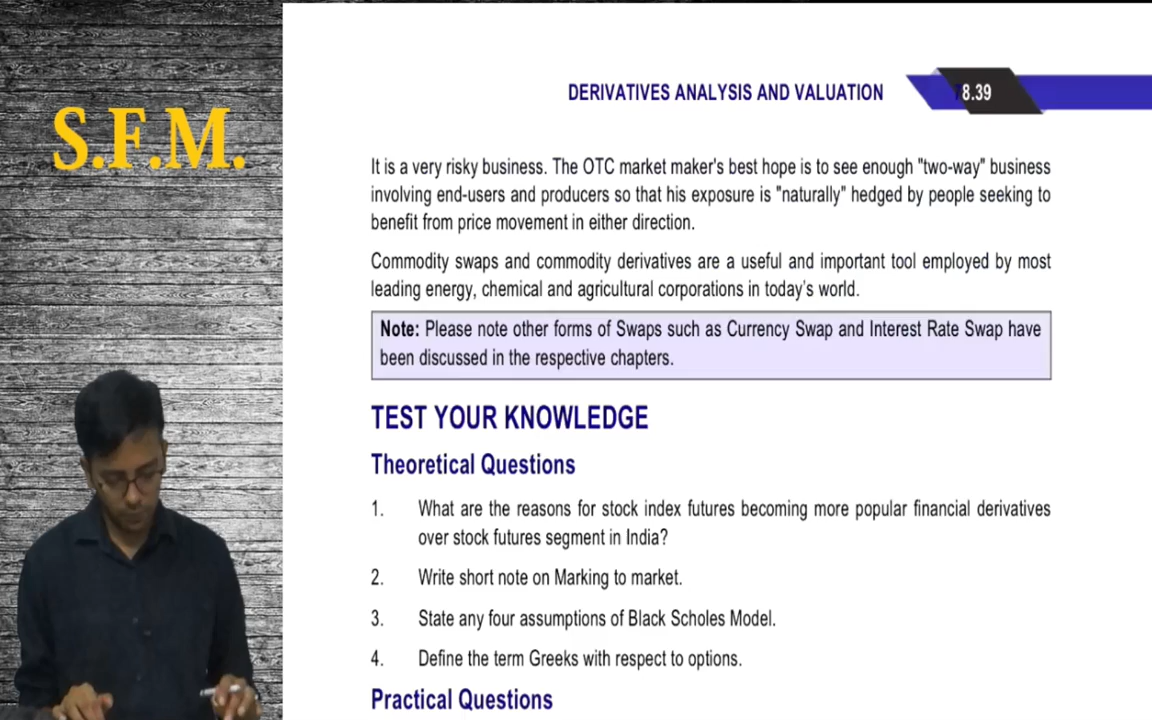 S.F.M.
DERIVATIVES ANALYSIS AND VALUATION
8.39
It is a very risky business. The OTC market maker's best hope is to see enough "two-way" business
involving end-users and producers so that his exposure is "naturally" hedged by people seeking to
benefit from price movement in either direction.
Commodity swaps and commodity derivatives are a useful and important tool employed by most
leading energy, chemical and agricultural corporations in today's world.
Note: Please note other forms of Swaps such as Currency Swap and Interest Rate Swap have
been discussed in the respective chapters.
TEST YOUR KNOWLEDGE
Theoretical Questions
1. What are the reasons for stock index futures becoming more popular financial derivatives
over stock futures segment in India?
2. Write short note on Marking to market.
3. State any four assumptions of Black Scholes Model.
4. Define the term Greeks with respect to options.
Practical Questions